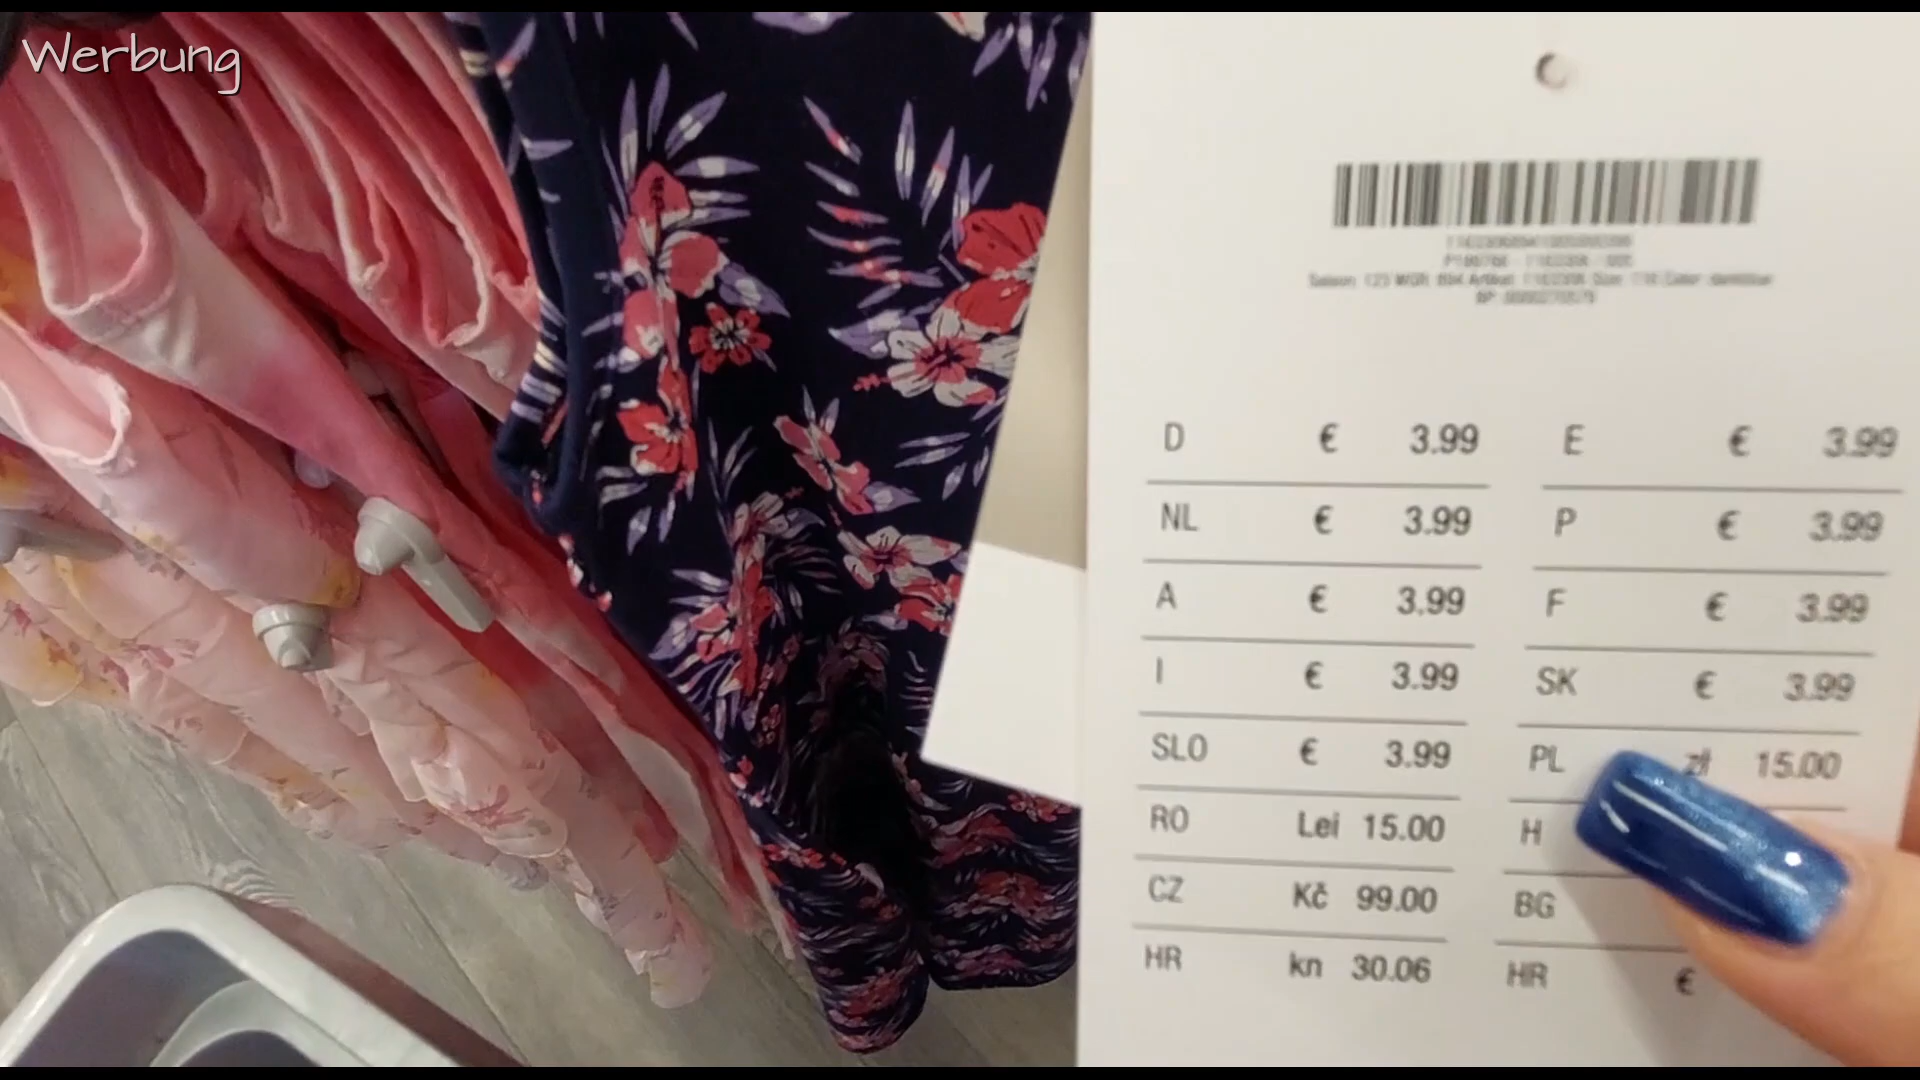 Werbung
D € 3.99 E € 3.99
NL € 3.99 P € 3.99
A € 3.99 F € 3.99
I € 3.99 SK € 3.99
SLO € 3.99 PL zł 15.00
RO Lei 15.00 H
CZ Kč 99.00 BG
HR kn 30.06 HR €